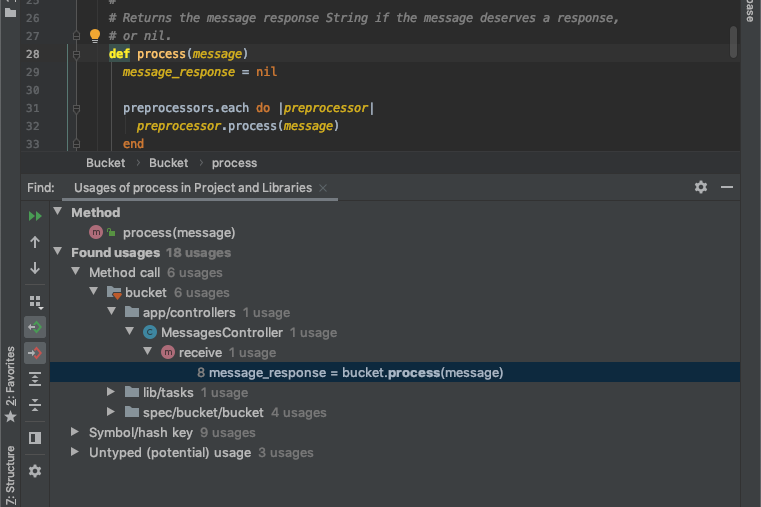 #
26 # Returns the message response String if the message deserves a response,
27 # or nil.
28 def process(message)
29 message_response = nil
30
31 preprocessors.each do |preprocessor|
32 preprocessor.process(message)
33 end
Bucket › Bucket › process
Find: Usages of process in Project and Libraries ×
Method
m process(message)
Found usages 18 usages
Method call 6 usages
bucket 6 usages
app/controllers 1 usage
C MessagesController 1 usage
m receive 1 usage
8 message_response = bucket.process(message)
lib/tasks 1 usage
spec/bucket/bucket 4 usages
Symbol/hash key 9 usages
Untyped (potential) usage 3 usages
2: Favorites
7: Structure